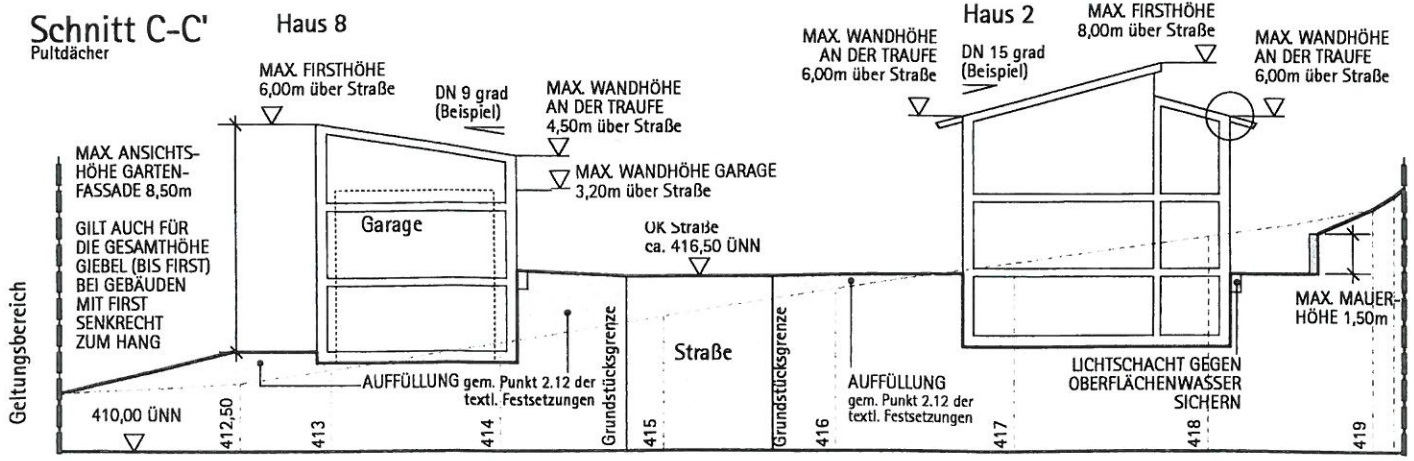 Schnitt C-C'
Pultdächer
Haus 8
MAX. FIRSTHÖHE
6,00m über Straße
DN 9 grad
(Beispiel)
MAX. WANDHÖHE
AN DER TRAUFE
4,50m über Straße
MAX. WANDHÖHE GARAGE
3,20m über Straße
MAX. ANSICHTS-
HÖHE GARTEN-
FASSADE 8,50m
GILT AUCH FÜR
DIE GESAMTHÖHE
GIEBEL (BIS FIRST)
BEI GEBÄUDEN
MIT FIRST
SENKRECHT
ZUM HANG
Garage
OK Straße
ca. 416,50 ÜNN
Haus 2
MAX. WANDHÖHE
AN DER TRAUFE
6,00m über Straße
DN 15 grad
(Beispiel)
MAX. FIRSTHÖHE
8,00m über Straße
MAX. WANDHÖHE
AN DER TRAUFE
6,00m über Straße
MAX. MAUER-
HÖHE 1,50m
LICHTSCHACHT GEGEN
OBERFLÄCHENWASSER
SICHERN
Geltungsbereich
AUFFÜLLUNG gem. Punkt 2.12 der
textl. Festsetzungen
Grundstücksgrenze
Straße
Grundstücksgrenze
AUFFÜLLUNG
gem. Punkt 2.12 der
textl. Festsetzungen
410,00 ÜNN
412,50
413
414
415
416
417
418
419